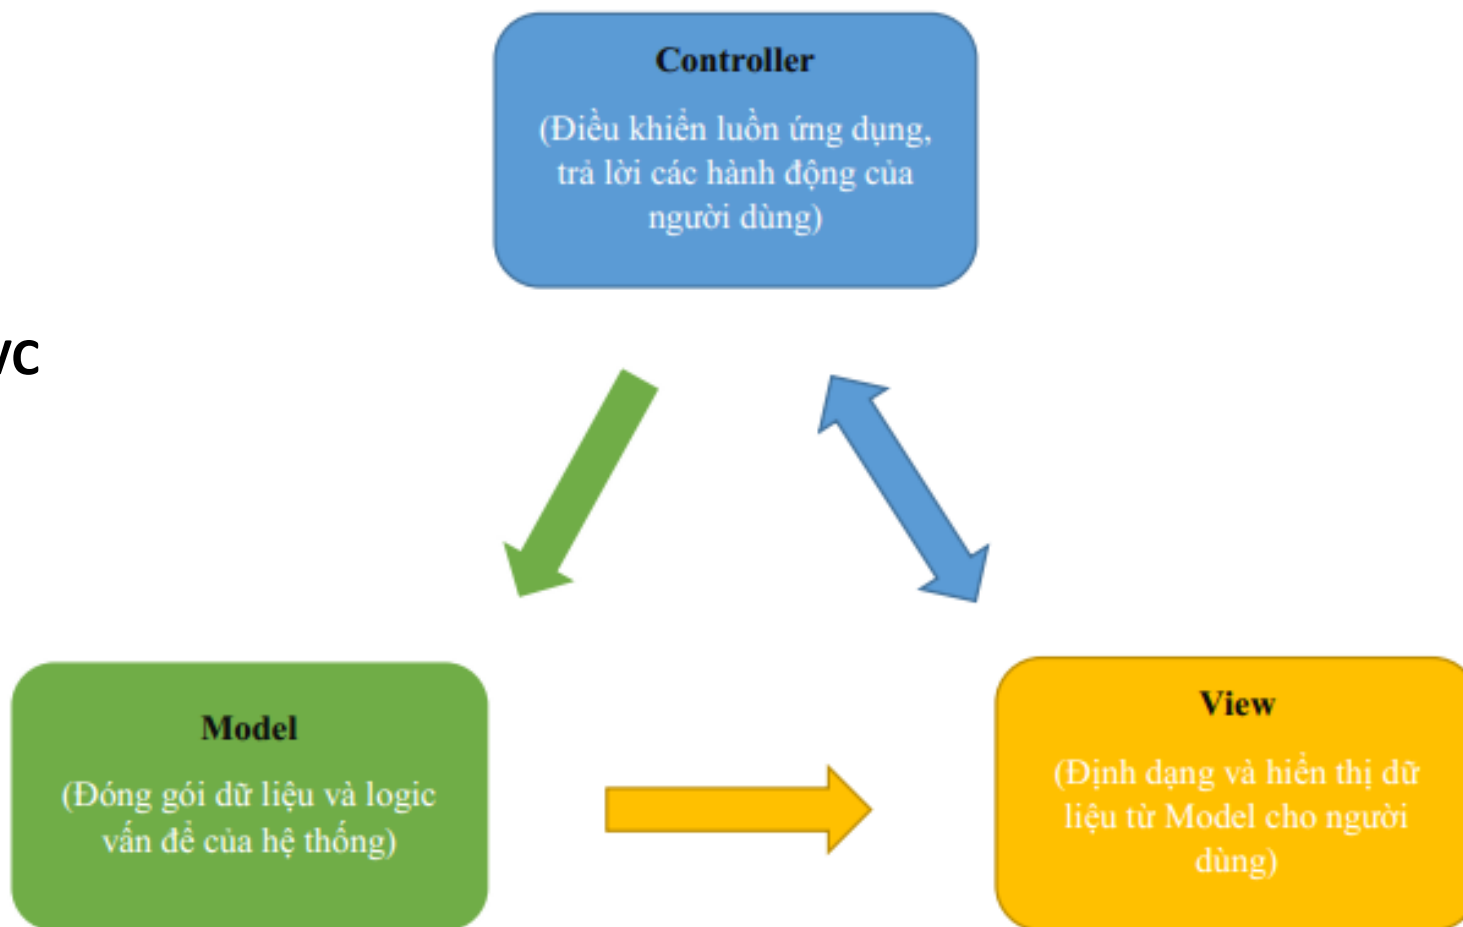 Controller
(Điều khiển luồn ứng dụng,
trả lời các hành động của
người dùng)
VC
Model
(Đóng gói dữ liệu và logic
vấn đề của hệ thống)
View
(Định dạng và hiển thị dữ
liệu từ Model cho người
dùng)